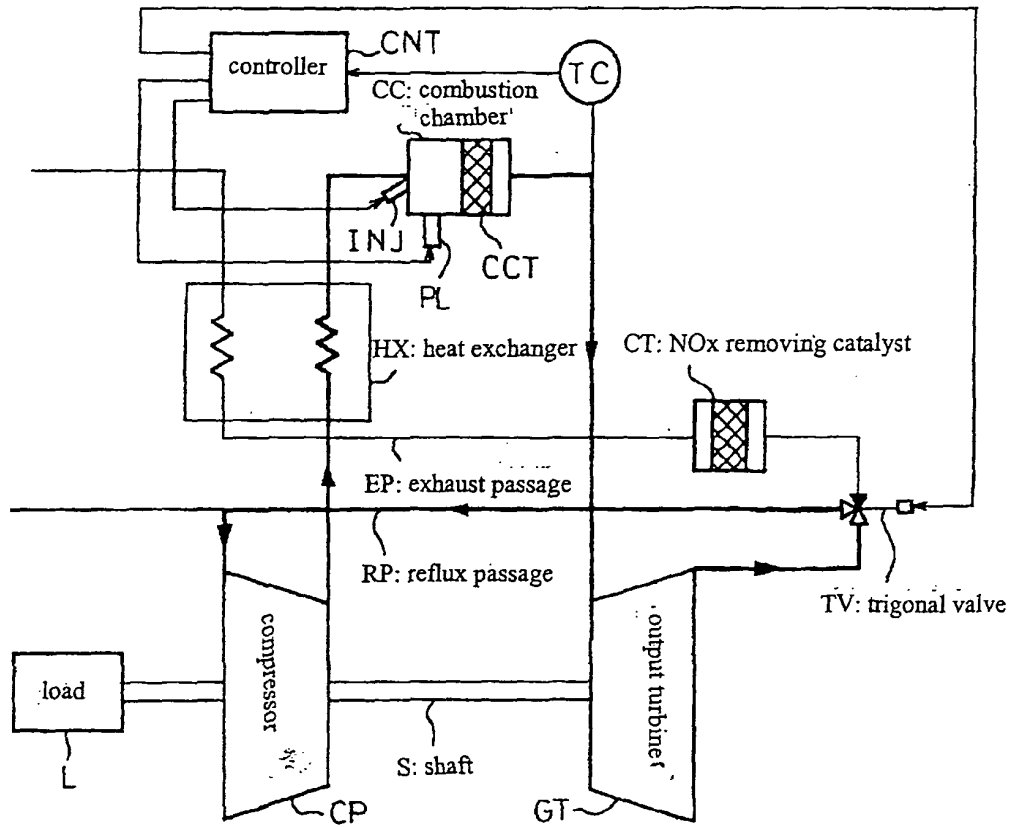 CNT
controller
TC
CC: combustion
chamber
INJ
CCT
PL
HX: heat exchanger
CT: NOx removing catalyst
EP: exhaust passage
RP: reflux passage
TV: trigonal valve
compressor
output turbine
load
S: shaft
L
CP
GT